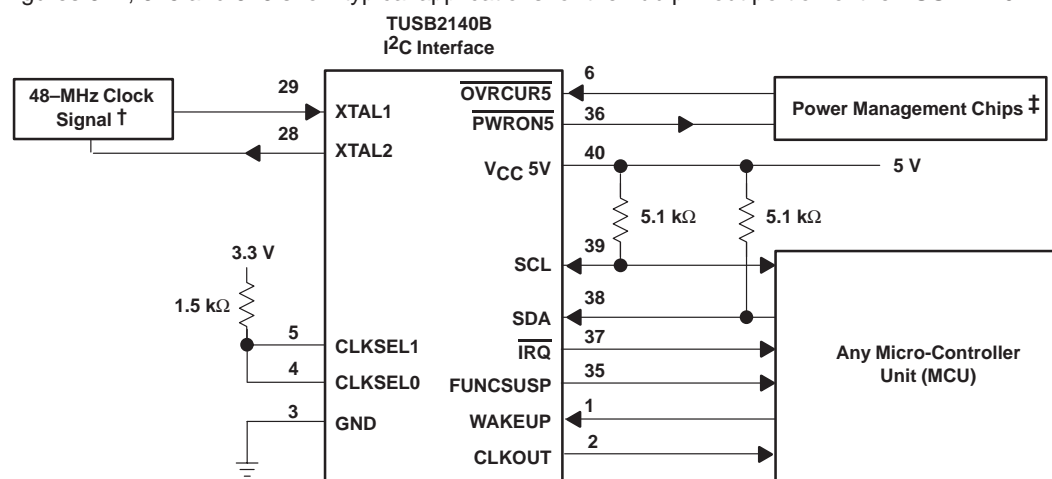 TUSB2140B
I2C Interface
48–MHz Clock
Signal †
29
XTAL1
28
XTAL2
OVRCUR5
6
PWRON5
36
Power Management Chips ‡
VCC 5V
40
5 V
5.1 kΩ
5.1 kΩ
3.3 V
1.5 kΩ
SCL
39
SDA
38
5
CLKSEL1
IRQ
37
4
CLKSEL0
FUNCSUSP
35
3
GND
WAKEUP
1
CLKOUT
2
Any Micro-Controller
Unit (MCU)